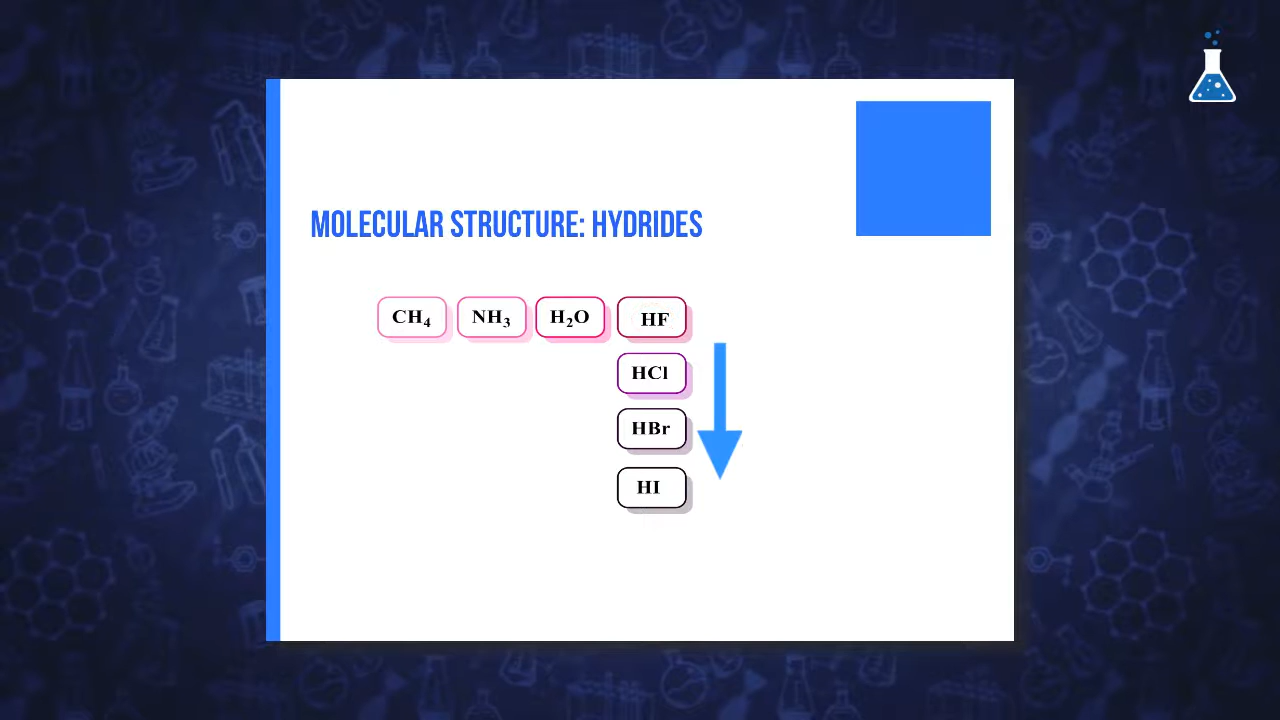 MOLECULAR STRUCTURE: HYDRIDES
CH₄ NH₃ H₂O HF
HCl
HBr
HI